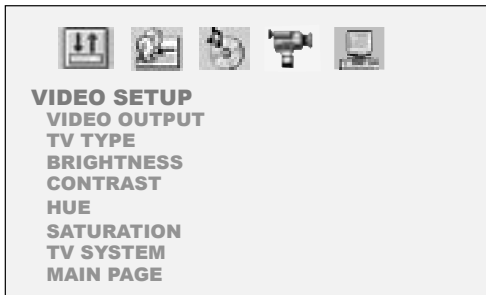 VIDEO SETUP
VIDEO OUTPUT
TV TYPE
BRIGHTNESS
CONTRAST
HUE
SATURATION
TV SYSTEM
MAIN PAGE